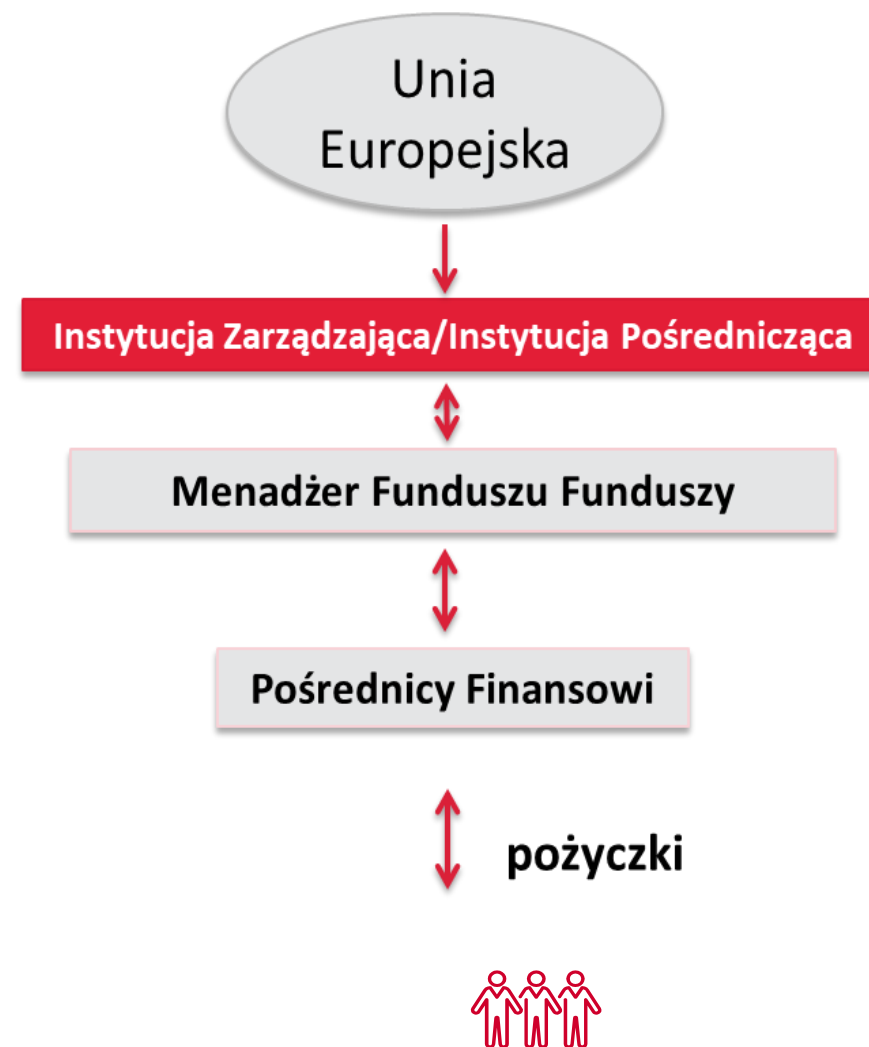 Unia
Europejska
Instytucja Zarządzająca/Instytucja Pośrednicząca
Menadżer Funduszu Funduszy
Pośrednicy Finansowi
pożyczki